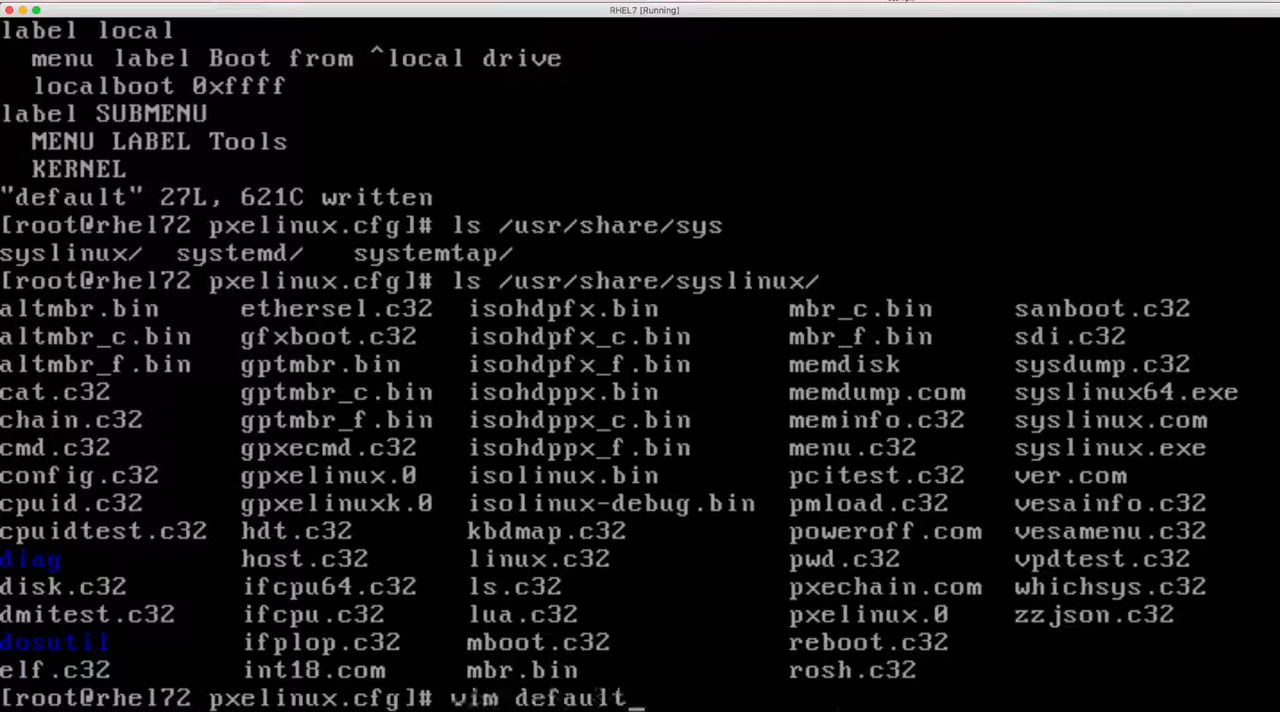 RHEL7 [Running]
label local
menu label Boot from ^local drive
localboot 0xffff
label SUBMENU
MENU LABEL Tools
KERNEL
"default" 27L, 621C written
[root@rhel72 pxelinux.cfg]# ls /usr/share/sys
syslinux/ systemd/ systemtap/
[root@rhel72 pxelinux.cfg]# ls /usr/share/syslinux/
altmbr.bin ethersel.c32 isohdpfx.bin mbr_c.bin sanboot.c32
altmbr_c.bin gfxboot.c32 isohdpfx_c.bin mbr_f.bin sdi.c32
altmbr_f.bin gptmbr.bin isohdpfx_f.bin memdisk sysdump.c32
cat.c32 gptmbr_c.bin isohdppx.bin memdump.com syslinux64.exe
chain.c32 gptmbr_f.bin isohdppx_c.bin meminfo.c32 syslinux.com
cmd.c32 gpxecmd.c32 isohdppx_f.bin menu.c32 syslinux.exe
config.c32 gpxelinux.0 isolinux.bin pcitest.c32 ver.com
cpuid.c32 gpxelinuxk.0 isolinux-debug.bin pmload.c32 vesainfo.c32
cpuidtest.c32 hdt.c32 kbdmap.c32 poweroff.com vesamenu.c32
diag host.c32 linux.c32 pwd.c32 vpdtest.c32
disk.c32 ifcpu64.c32 ls.c32 pxechain.com whichsys.c32
dmitest.c32 ifcpu.c32 lua.c32 pxelinux.0 zzjson.c32
dosutil ifplop.c32 mboot.c32 reboot.c32
elf.c32 int18.com mbr.bin rosh.c32
[root@rhel72 pxelinux.cfg]# vim default_